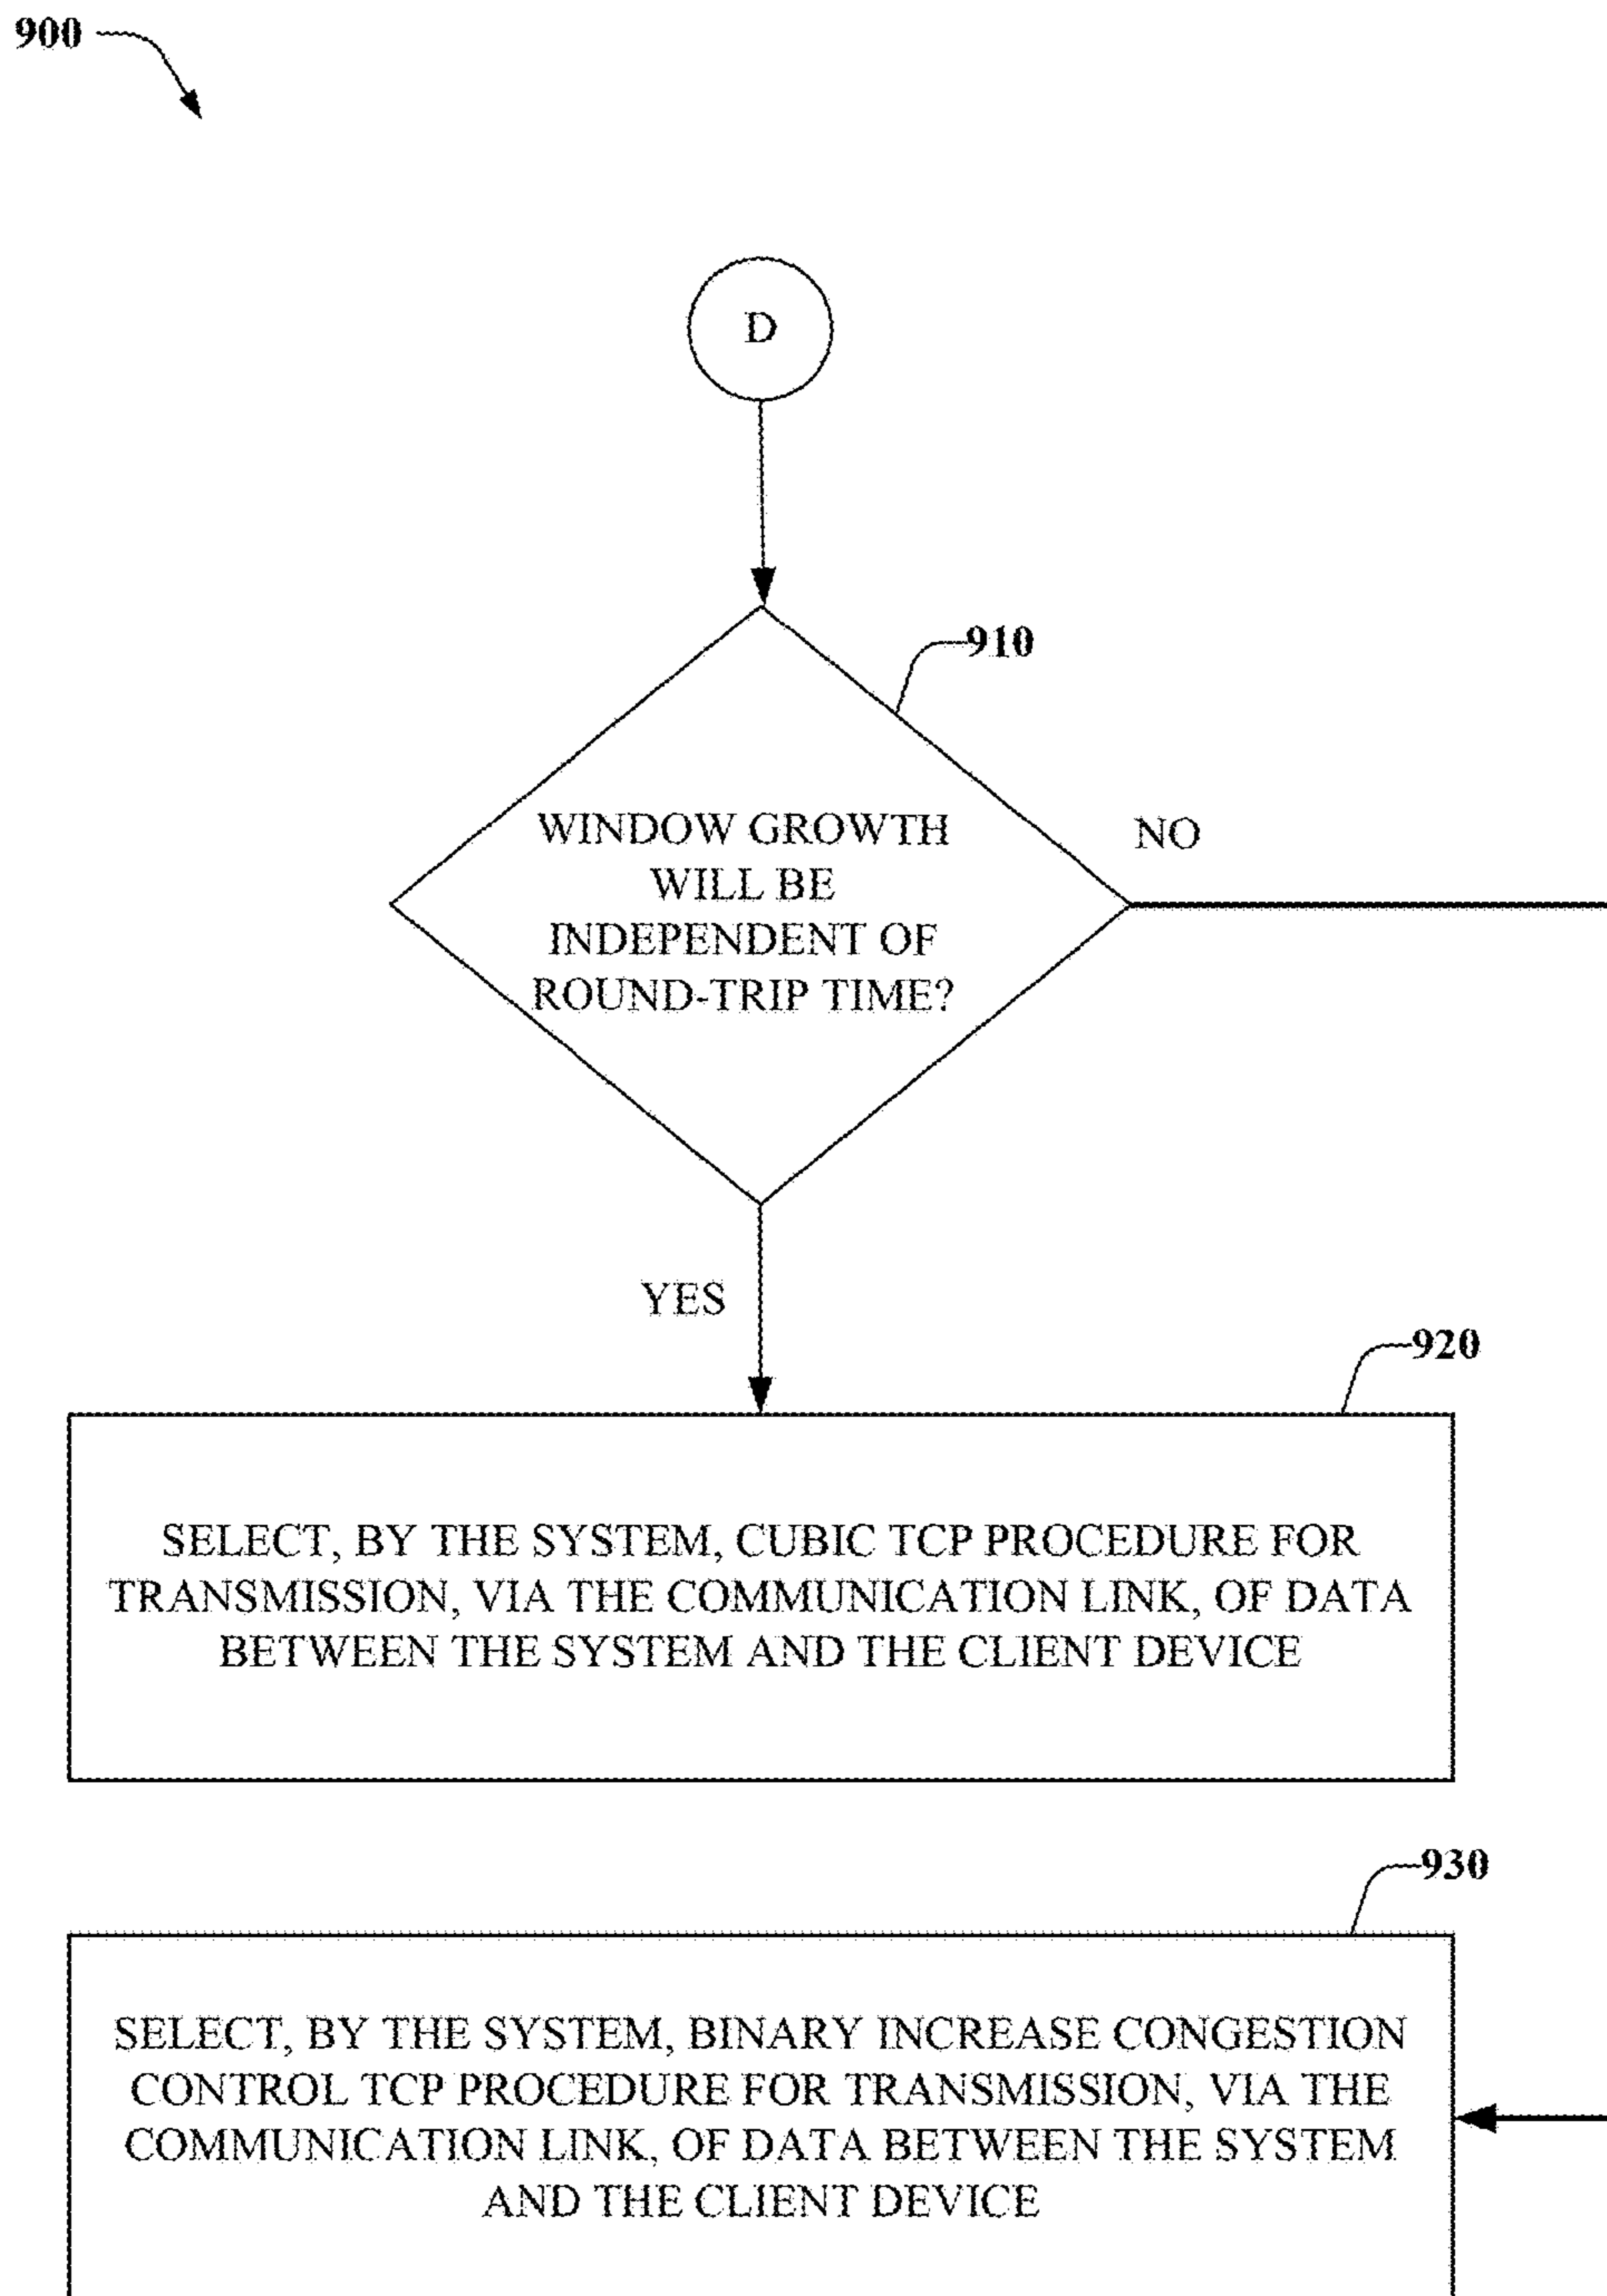 900
D
910
WINDOW GROWTH
WILL BE
INDEPENDENT OF
ROUND-TRIP TIME?
NO
YES
920
SELECT, BY THE SYSTEM, CUBIC TCP PROCEDURE FOR
TRANSMISSION, VIA THE COMMUNICATION LINK, OF DATA
BETWEEN THE SYSTEM AND THE CLIENT DEVICE
930
SELECT, BY THE SYSTEM, BINARY INCREASE CONGESTION
CONTROL TCP PROCEDURE FOR TRANSMISSION, VIA THE
COMMUNICATION LINK, OF DATA BETWEEN THE SYSTEM
AND THE CLIENT DEVICE